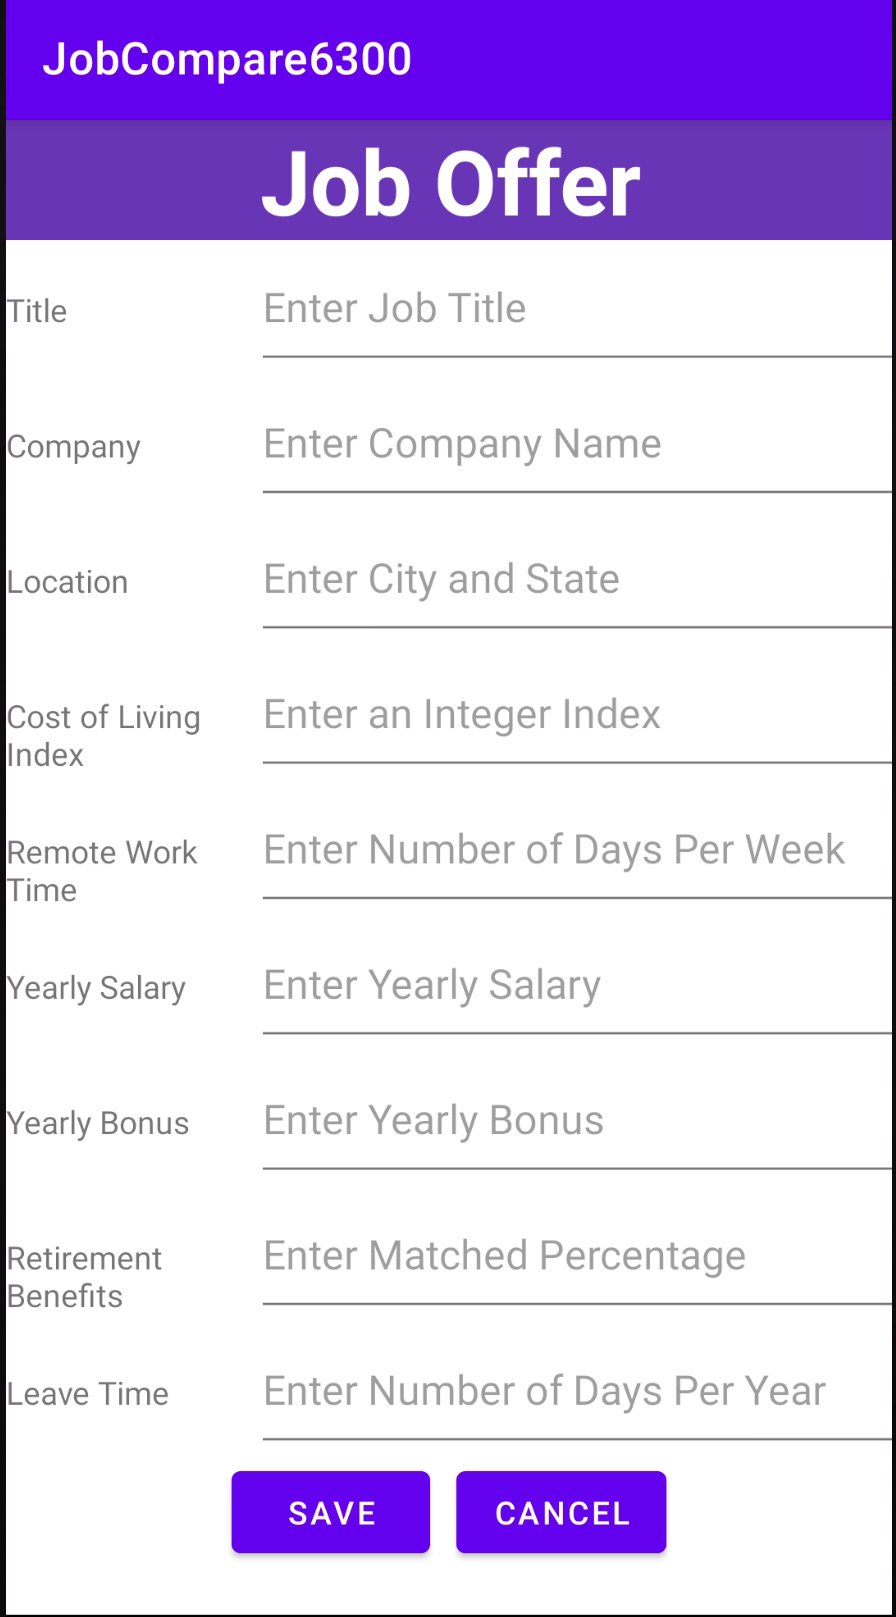 JobCompare6300
Job Offer
Title
Enter Job Title
Company
Enter Company Name
Location
Enter City and State
Cost of Living
Index
Enter an Integer Index
Remote Work
Time
Enter Number of Days Per Week
Yearly Salary
Enter Yearly Salary
Yearly Bonus
Enter Yearly Bonus
Retirement
Benefits
Enter Matched Percentage
Leave Time
Enter Number of Days Per Year
SAVE
CANCEL